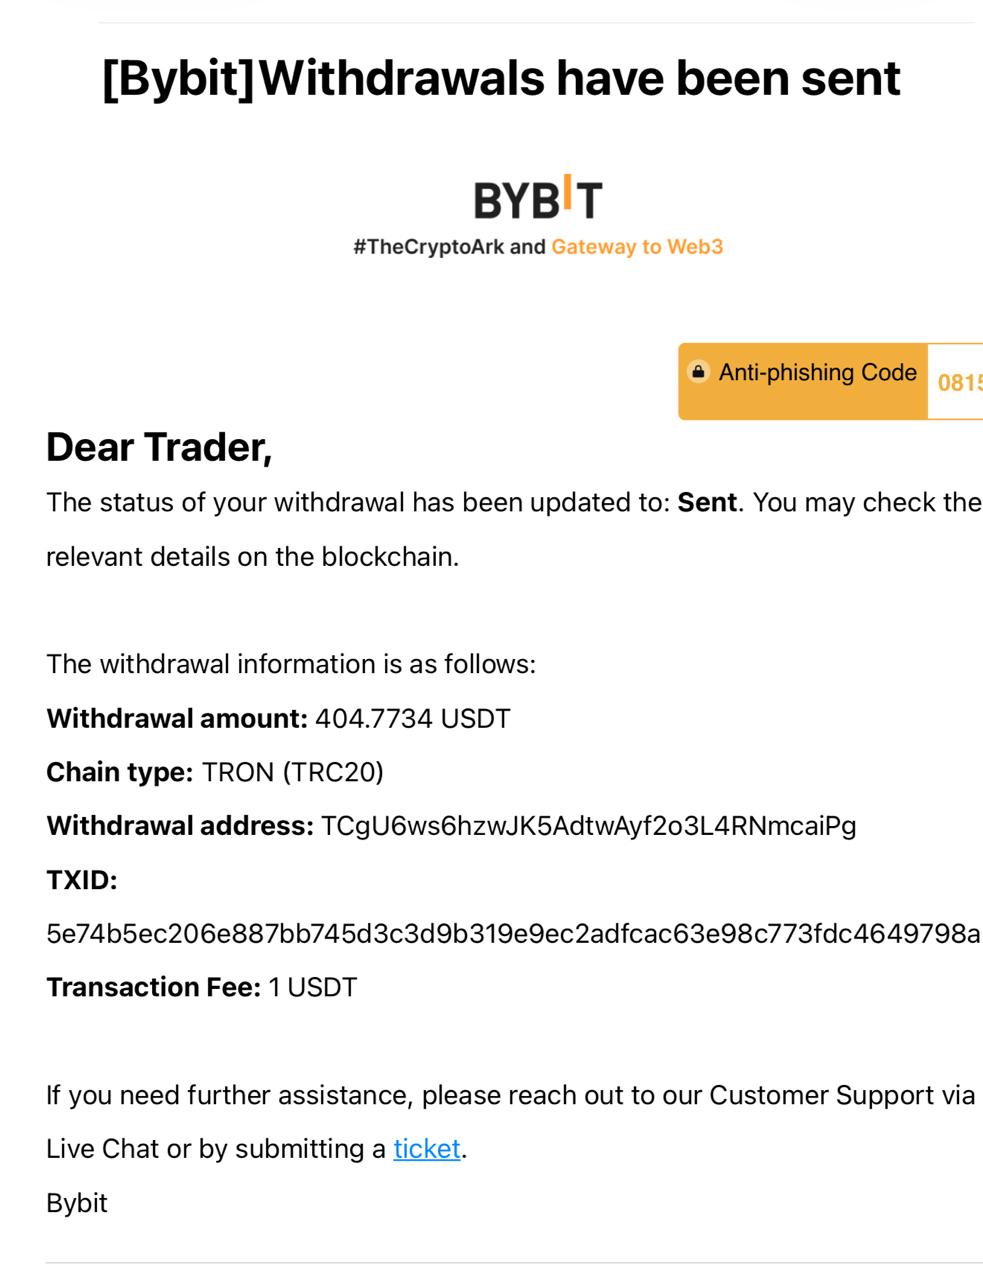 [Bybit]Withdrawals have been sent
BYBIT
#TheCryptoArk and Gateway to Web3
Anti-phishing Code 0815
Dear Trader,
The status of your withdrawal has been updated to: Sent. You may check the
relevant details on the blockchain.
The withdrawal information is as follows:
Withdrawal amount: 404.7734 USDT
Chain type: TRON (TRC20)
Withdrawal address: TCgU6ws6hzwJK5AdtwAyf2o3L4RNmcaiPg
TXID:
5e74b5ec206e887bb745d3c3d9b319e9ec2adfcac63e98c773fdc4649798a
Transaction Fee: 1 USDT
If you need further assistance, please reach out to our Customer Support via
Live Chat or by submitting a ticket.
Bybit